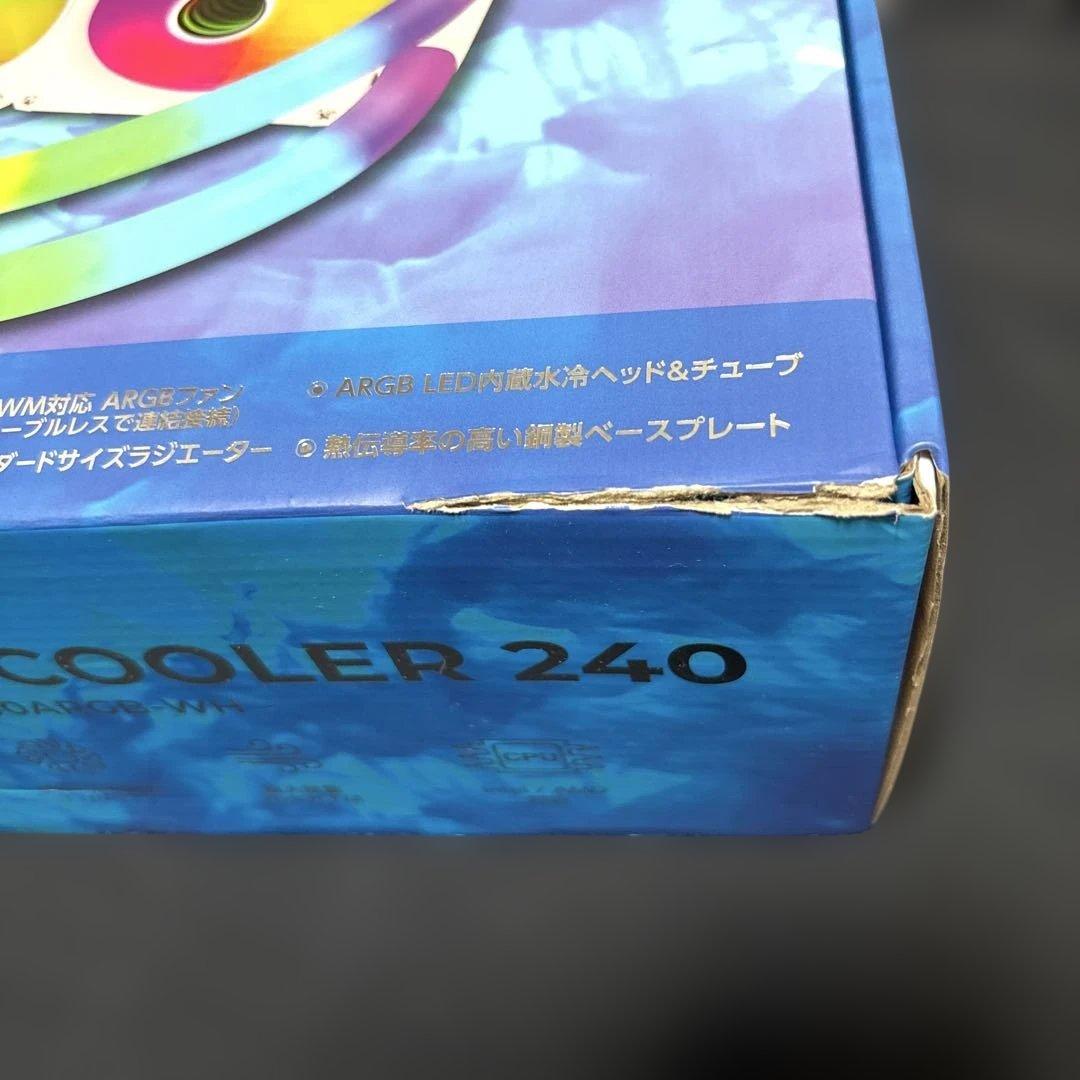 WM対応 ARGBファン
ーブルレスで連結接続)
ダードサイズラジエーター
ARGB LED内蔵水冷ヘッド&チューブ
熱伝導率の高い銅製ベースプレート
COOLER 240
0ARGB-WH
CPU